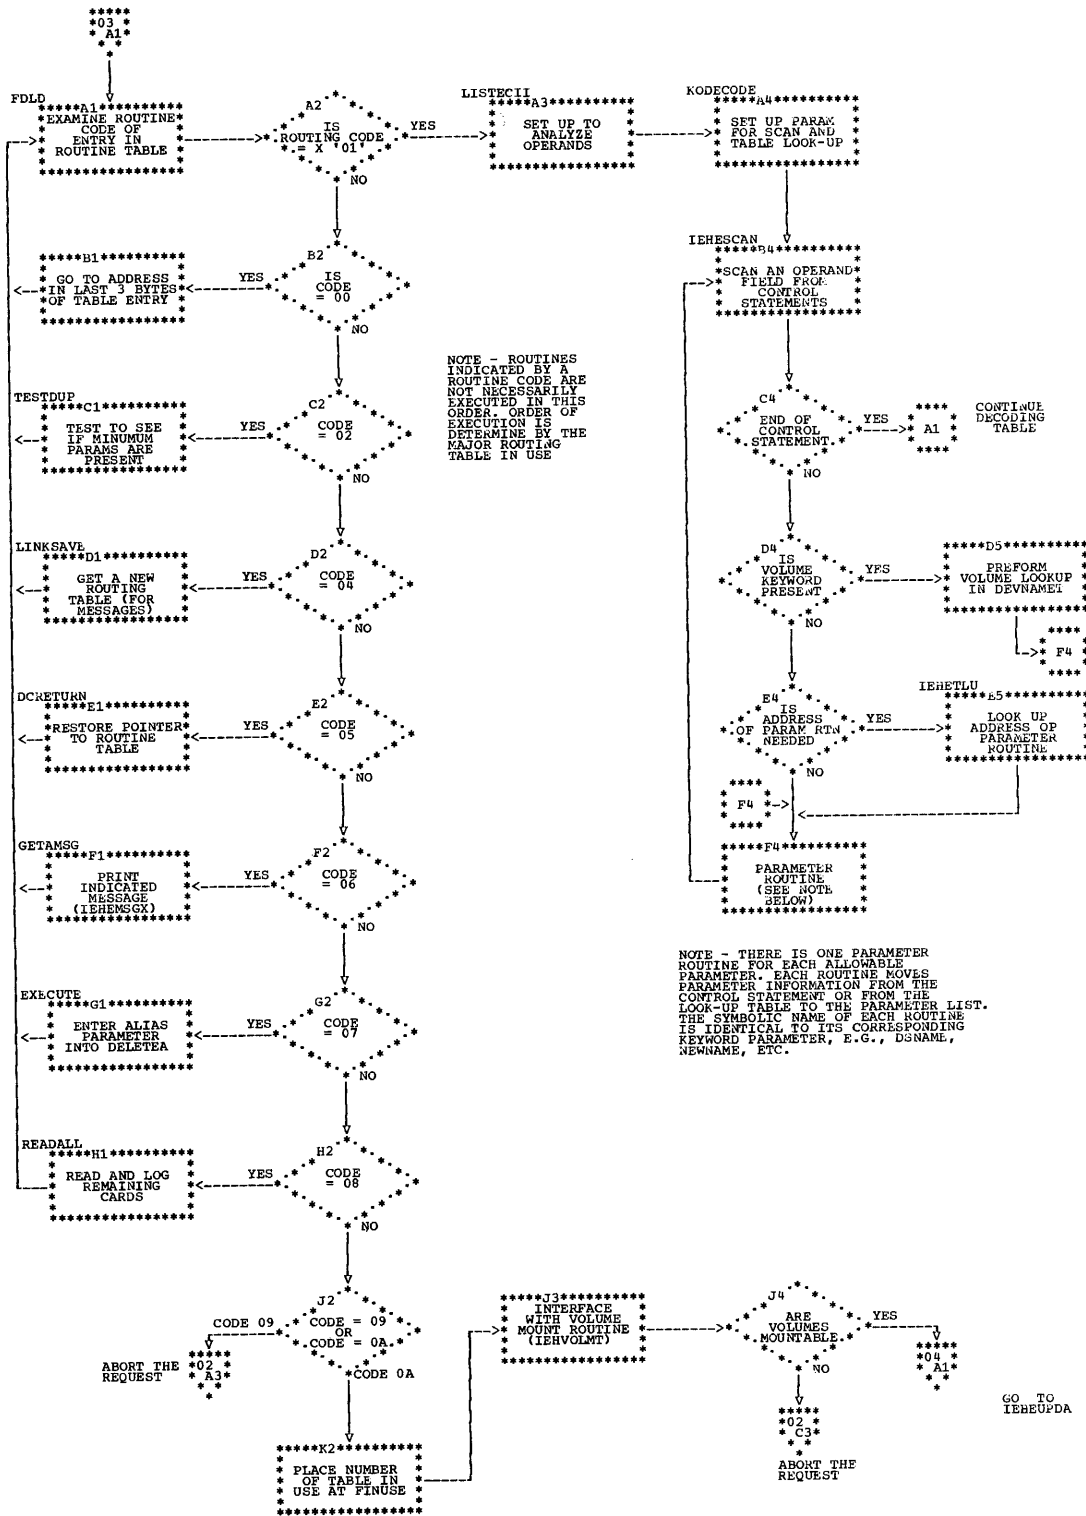 03
A1
FDLD
A1
EXAMINE ROUTINE
CODE OF
ENTRY IN
ROUTINE TABLE
A2
IS
ROUTING CODE
= X '01'
YES
NO
LISTECII
A3
SET UP TO
ANALYZE
OPERANDS
KODECODE
A4
SET UP PARAM
FOR SCAN AND
TABLE LOOK-UP
B1
GO TO ADDRESS
IN LAST 3 BYTES
OF TABLE ENTRY
YES
B2
IS
CODE
= 00
NO
IEHESCAN
B4
SCAN AN OPERAND
FIELD FROM
CONTROL
STATEMENTS
NOTE - ROUTINES
INDICATED BY A
ROUTINE CODE ARE
NOT NECESSARILY
EXECUTED IN THIS
ORDER. ORDER OF
EXECUTION IS
DETERMINE BY THE
MAJOR ROUTING
TABLE IN USE
TESTDUP
C1
TEST TO SEE
IF MINUMUM
PARAMS ARE
PRESENT
YES
C2
CODE
= 02
NO
C4
END OF
CONTROL
STATEMENT
YES
NO
A1
CONTINUE
DECODING
TABLE
LINKSAVE
D1
GET A NEW
ROUTING
TABLE (FOR
MESSAGES)
YES
D2
CODE
= 04
NO
D4
IS
VOLUME
KEYWORD
PRESENT
YES
NO
D5
PREFORM
VOLUME LOOKUP
IN DEVNAMET
F4
DCRETURN
E1
RESTORE POINTER
TO ROUTINE
TABLE
YES
E2
CODE
= 05
NO
E4
IS
ADDRESS
OF PARAM RTN
NEEDED
YES
NO
IEHETLU
E5
LOOK UP
ADDRESS OP
PARAMETER
ROUTINE
F4
GETAMSG
F1
PRINT
INDICATED
MESSAGE
(IEHEMSGX)
YES
F2
CODE
= 06
NO
F4
PARAMETER
ROUTINE
(SEE NOTE
BELOW)
NOTE - THERE IS ONE PARAMETER
ROUTINE FOR EACH ALLOWABLE
PARAMETER. EACH ROUTINE MOVES
PARAMETER INFORMATION FROM THE
CONTROL STATEMENT OR FROM THE
LOOK-UP TABLE TO THE PARAMETER LIST.
THE SYMBOLIC NAME OF EACH ROUTINE
IS IDENTICAL TO ITS CORRESPONDING
KEYWORD PARAMETER, E.G., DSNAME,
NEWNAME, ETC.
EXECUTE
G1
ENTER ALIAS
PARAMETER
INTO DELETEA
YES
G2
CODE
= 07
NO
READALL
H1
READ AND LOG
REMAINING
CARDS
YES
H2
CODE
= 08
NO
J2
CODE = 09
OR
CODE = 0A
CODE 09
CODE 0A
ABORT THE
REQUEST
02
A3
J3
INTERFACE
WITH VOLUME
MOUNT ROUTINE
(IEHVOLMT)
J4
ARE
VOLUMES
MOUNTABLE
YES
NO
04
A1
GO TO
IEHEUPDA
02
C3
ABORT THE
REQUEST
K2
PLACE NUMBER
OF TABLE IN
USE AT FINUSE